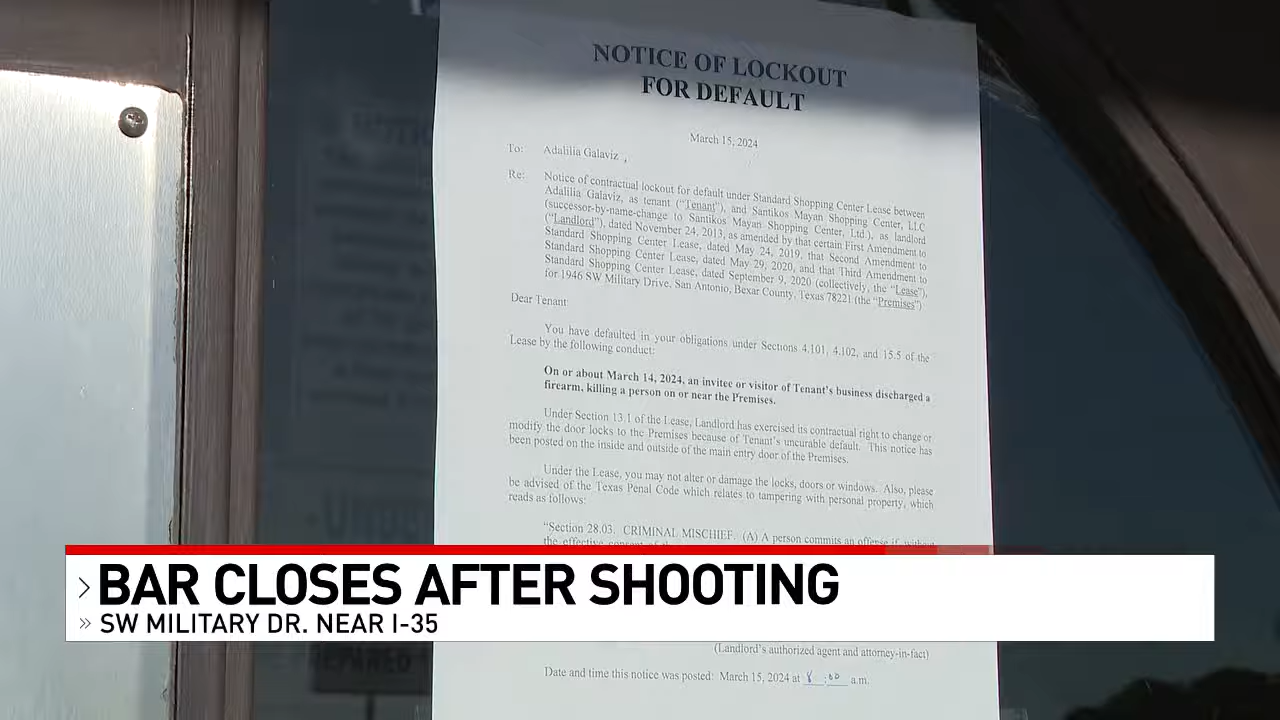 NOTICE OF LOCKOUT
FOR DEFAULT
March 15, 2024
To: Adalilia Galaviz ,
Re: Notice of contractual lockout for default under Standard Shopping Center Lease between
Adalilia Galaviz, as tenant (“Tenant”), and Santikos Mayan Shopping Center, LLC
(successor-by-name-change to Santikos Mayan Shopping Center, Ltd.), as landlord
(“Landlord”), dated November 24, 2013, as amended by that certain First Amendment to
Standard Shopping Center Lease, dated May 24, 2019, that Second Amendment to
Standard Shopping Center Lease, dated May 29, 2020, and that Third Amendment to
Standard Shopping Center Lease, dated September 9, 2020 (collectively, the “Lease”),
for 1946 SW Military Drive, San Antonio, Bexar County, Texas 78221 (the “Premises”)
Dear Tenant
You have defaulted in your obligations under Sections 4.101, 4.102, and 15.5 of the
Lease by the following conduct:
On or about March 14, 2024, an invitee or visitor of Tenant’s business discharged a
firearm, killing a person on or near the Premises.
Under Section 13.1 of the Lease, Landlord has exercised its contractual right to change or
modify the door locks to the Premises because of Tenant’s uncurable default. This notice has
been posted on the inside and outside of the main entry door of the Premises.
Under the Lease, you may not alter or damage the locks, doors or windows. Also, please
be advised of the Texas Penal Code which relates to tampering with personal property, which
reads as follows:
“Section 28.03. CRIMINAL MISCHIEF. (A) A person commits an offense if, without
the effective consent of the
BAR CLOSES AFTER SHOOTING
SW MILITARY DR. NEAR I-35
(Landlord’s authorized agent and attorney-in-fact)
PREPARED
Date and time this notice was posted: March 15, 2024 at 8:00 a.m.